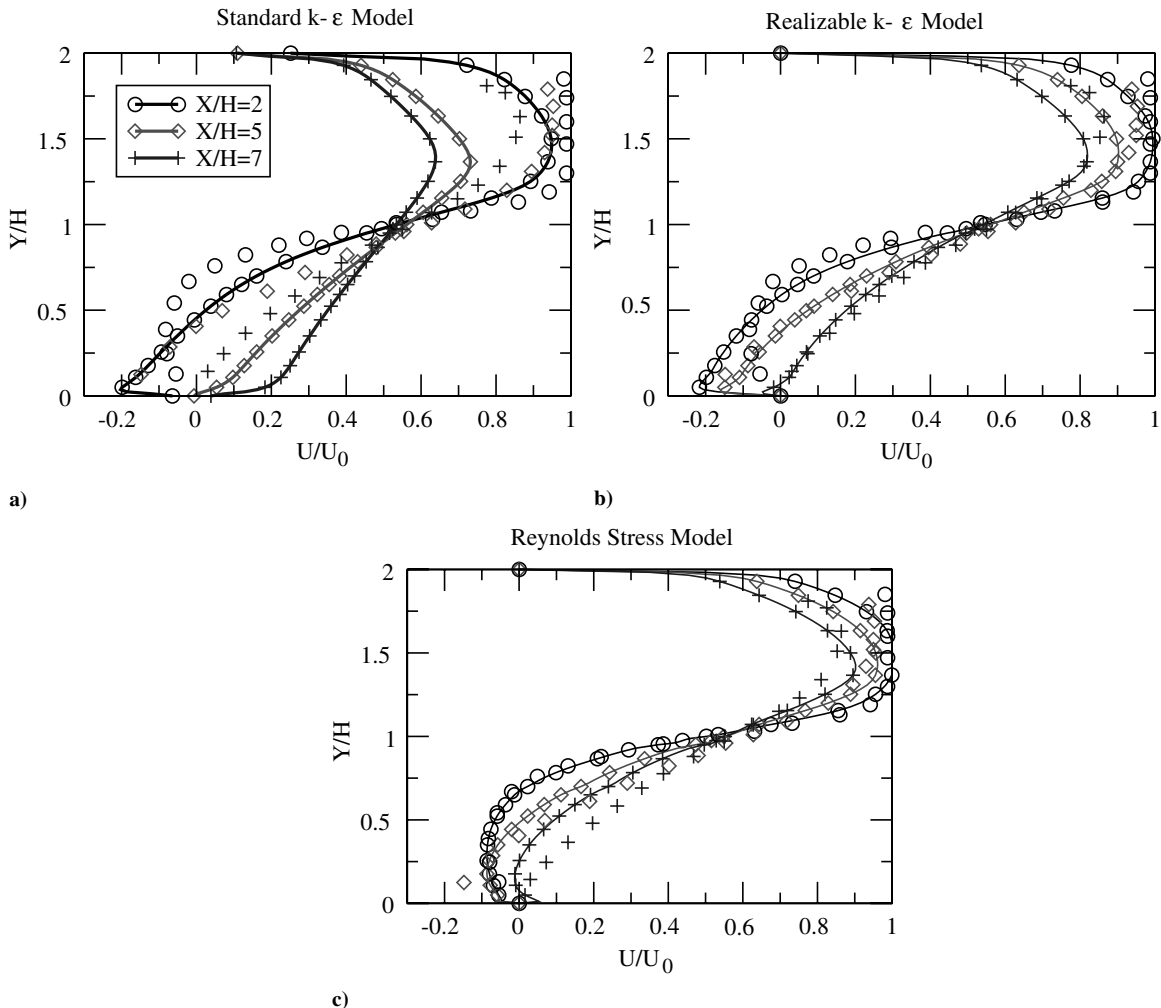 Standard k- ε Model
2
1.5
1
0.5
0
Y/H
X/H=2
X/H=5
X/H=7
-0.2
0
0.2
0.4
0.6
0.8
1
U/U0
a)
Realizable k- ε Model
2
1.5
1
0.5
0
Y/H
-0.2
0
0.2
0.4
0.6
0.8
1
U/U0
b)
Reynolds Stress Model
2
1.5
1
0.5
0
Y/H
-0.2
0
0.2
0.4
0.6
0.8
1
U/U0
c)